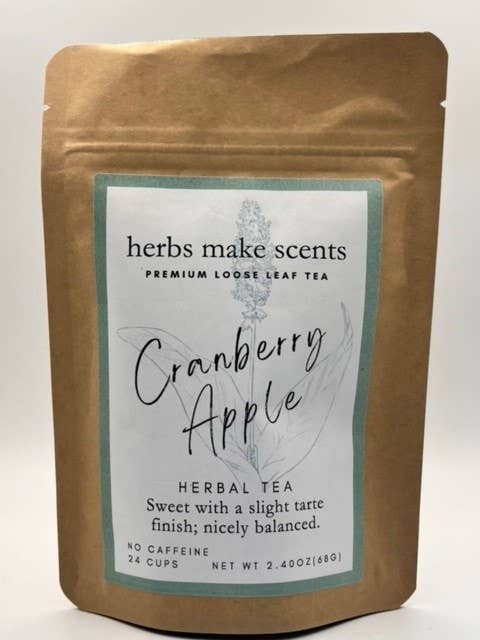 herbs make scents
PREMIUM LOOSE LEAF TEA
Cranberry
Apple
HERBAL TEA
Sweet with a slight tarte
finish; nicely balanced.
NO CAFFEINE
24 CUPS
NET WT 2.40OZ(68G)